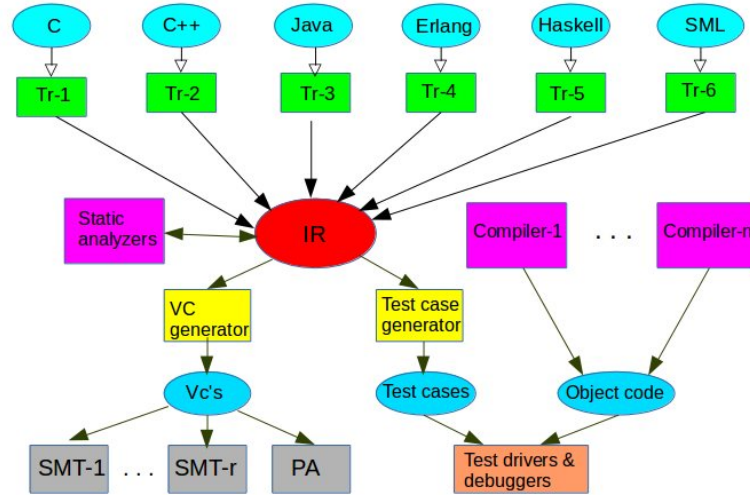 C
C++
Java
Erlang
Haskell
SML
Tr-1
Tr-2
Tr-3
Tr-4
Tr-5
Tr-6
Static
analyzers
IR
Compiler-1
. . .
Compiler-n
VC
generator
Test case
generator
Vc's
Test cases
Object code
SMT-1
. . .
SMT-r
PA
Test drivers &
debuggers